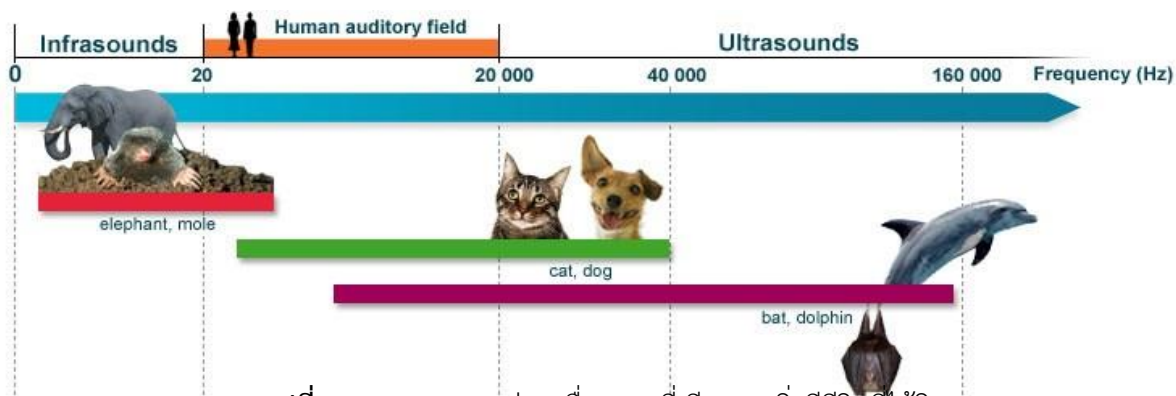 Human auditory field
Infrasounds
Ultrasounds
0
20
20 000
40 000
160 000
Frequency (Hz)
elephant, mole
cat, dog
bat, dolphin